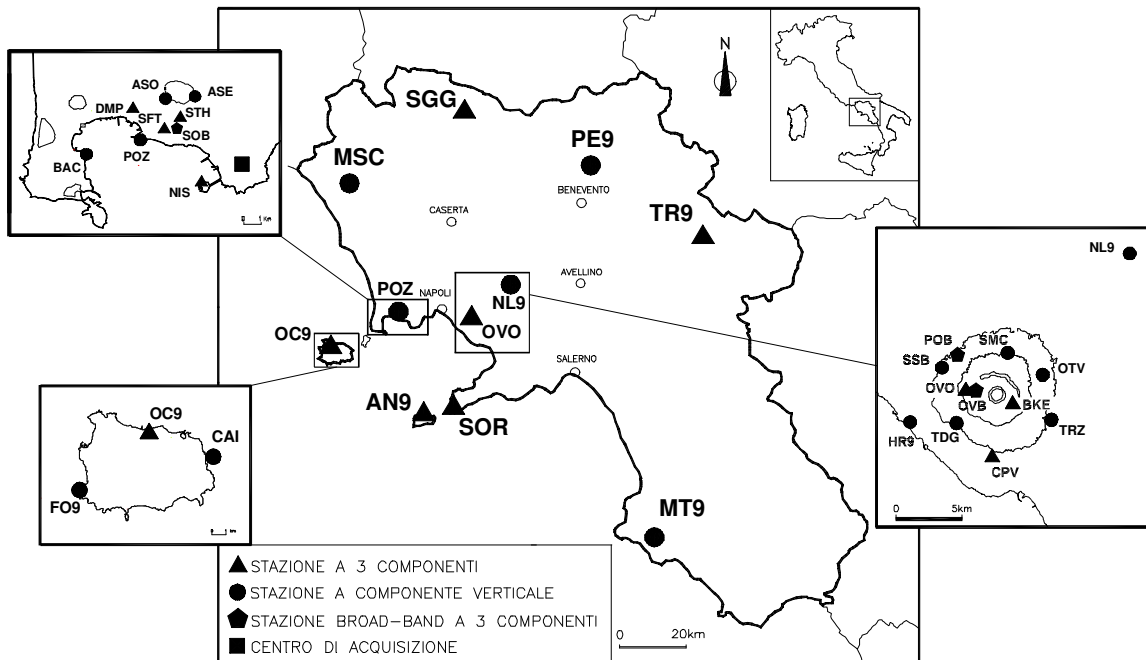 N
ASO
ASE
DMP
STH
SFT
SOB
POZ
BAC
NIS
0 1 Km
SGG
PE9
MSC
BENEVENTO
TR9
CASERTA
AVELLINO
POZ
NAPOLI
NL9
OVO
OC9
SALERNO
AN9
SOR
MT9
NL9
POB
SMC
SSB
OTV
OVO
OVB
BKE
HR9
TDG
TRZ
CPV
0 5km
OC9
CAI
FO9
STAZIONE A 3 COMPONENTI
STAZIONE A COMPONENTE VERTICALE
STAZIONE BROAD-BAND A 3 COMPONENTI
CENTRO DI ACQUISIZIONE
0 20km